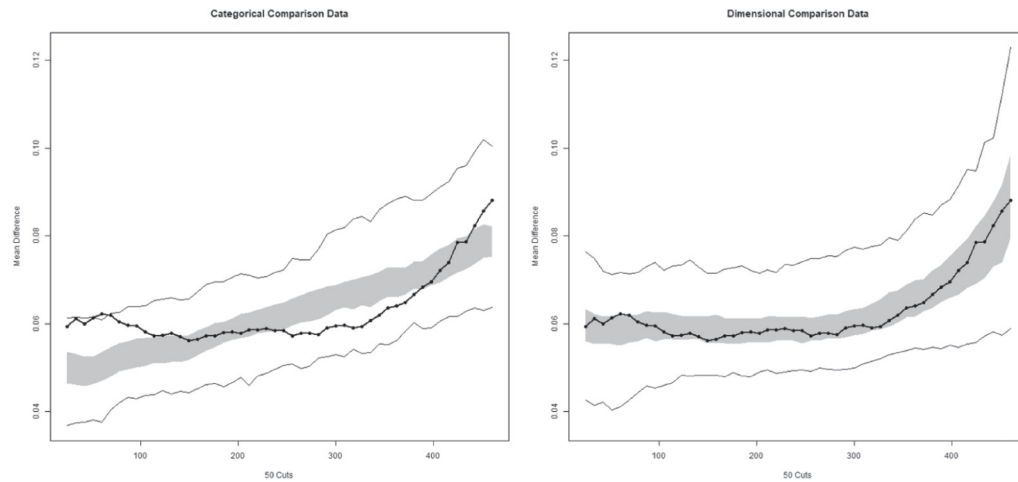 Categorical Comparison Data
Mean Difference
0.04 0.06 0.08 0.10 0.12
100 200 300 400
50 Cuts
Dimensional Comparison Data
Mean Difference
0.04 0.06 0.08 0.10 0.12
100 200 300 400
50 Cuts